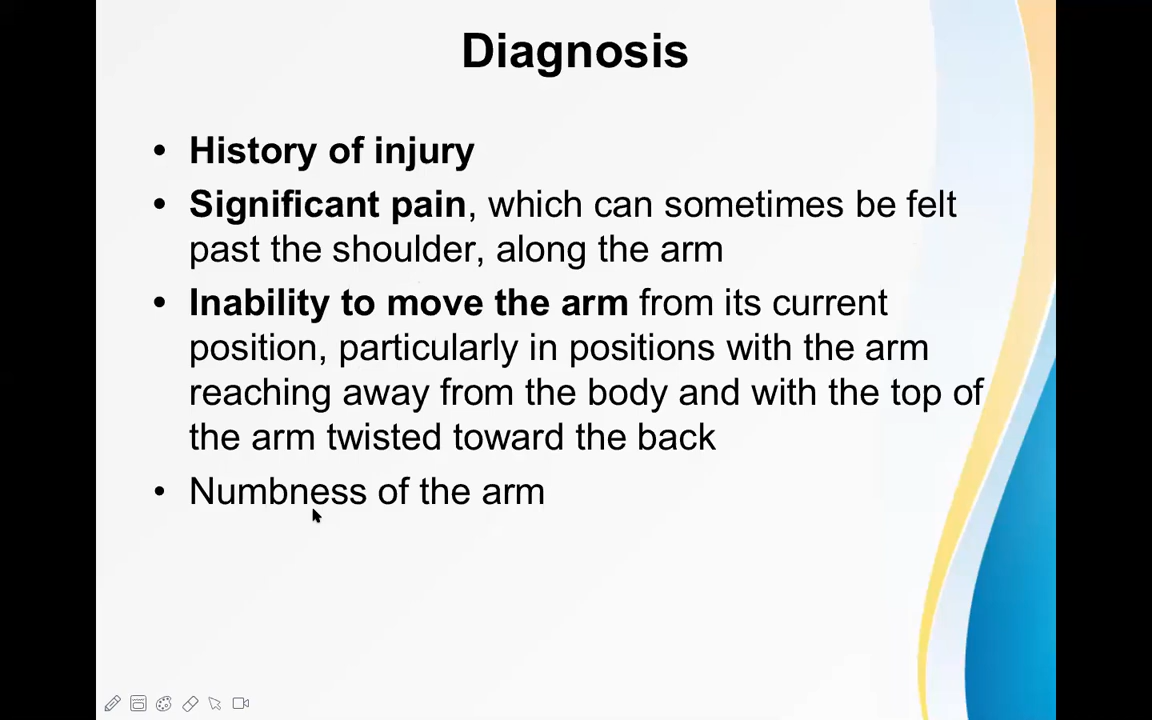 Diagnosis
• History of injury
• Significant pain, which can sometimes be felt
past the shoulder, along the arm
• Inability to move the arm from its current
position, particularly in positions with the arm
reaching away from the body and with the top of
the arm twisted toward the back
• Numbness of the arm